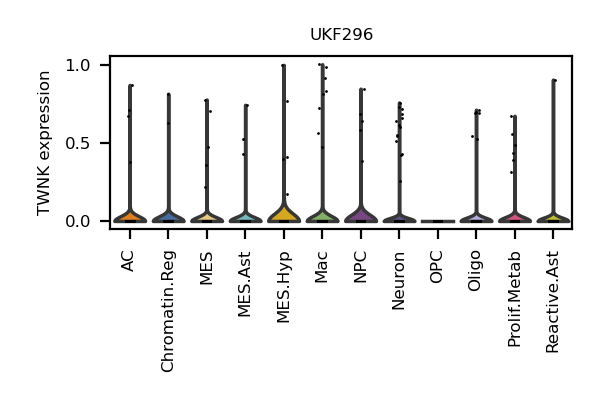 UKF296
TWNK expression
1.0
0.5
0.0
AC
Chromatin.Reg
MES
MES.Ast
MES.Hyp
Mac
NPC
Neuron
OPC
Oligo
Prolif.Metab
Reactive.Ast